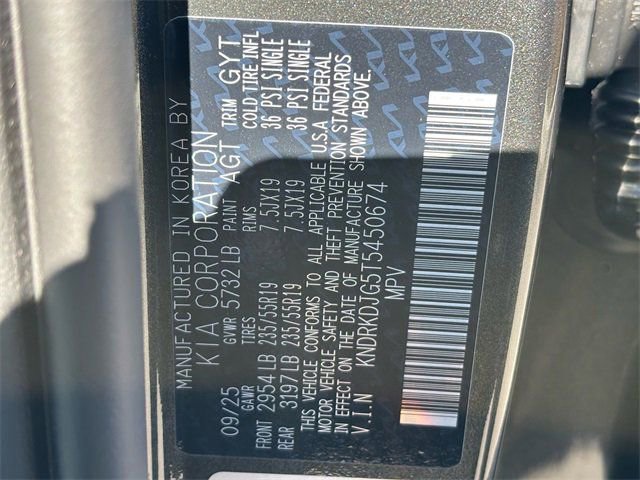 MANUFACTURED IN KOREA BY
KIA CORPORATION
09/25 GVWR 5732 LB PAINT AGT TRIM GYT
GAWR TIRES RIMS COLD TIRE INFL
FRONT 2954 LB 235/55R19 7.5JX19 36 PSI SINGLE
REAR 3197 LB 235/55R19 7.5JX19 36 PSI SINGLE
THIS VEHICLE CONFORMS TO ALL APPLICABLE U.S.A FEDERAL
MOTOR VEHICLE SAFETY AND THEFT PREVENTION STANDARDS
IN EFFECT ON THE DATE OF MANUFACTURE SHOWN ABOVE.
V.I.N KNDRKDJG5T5450674
MPV